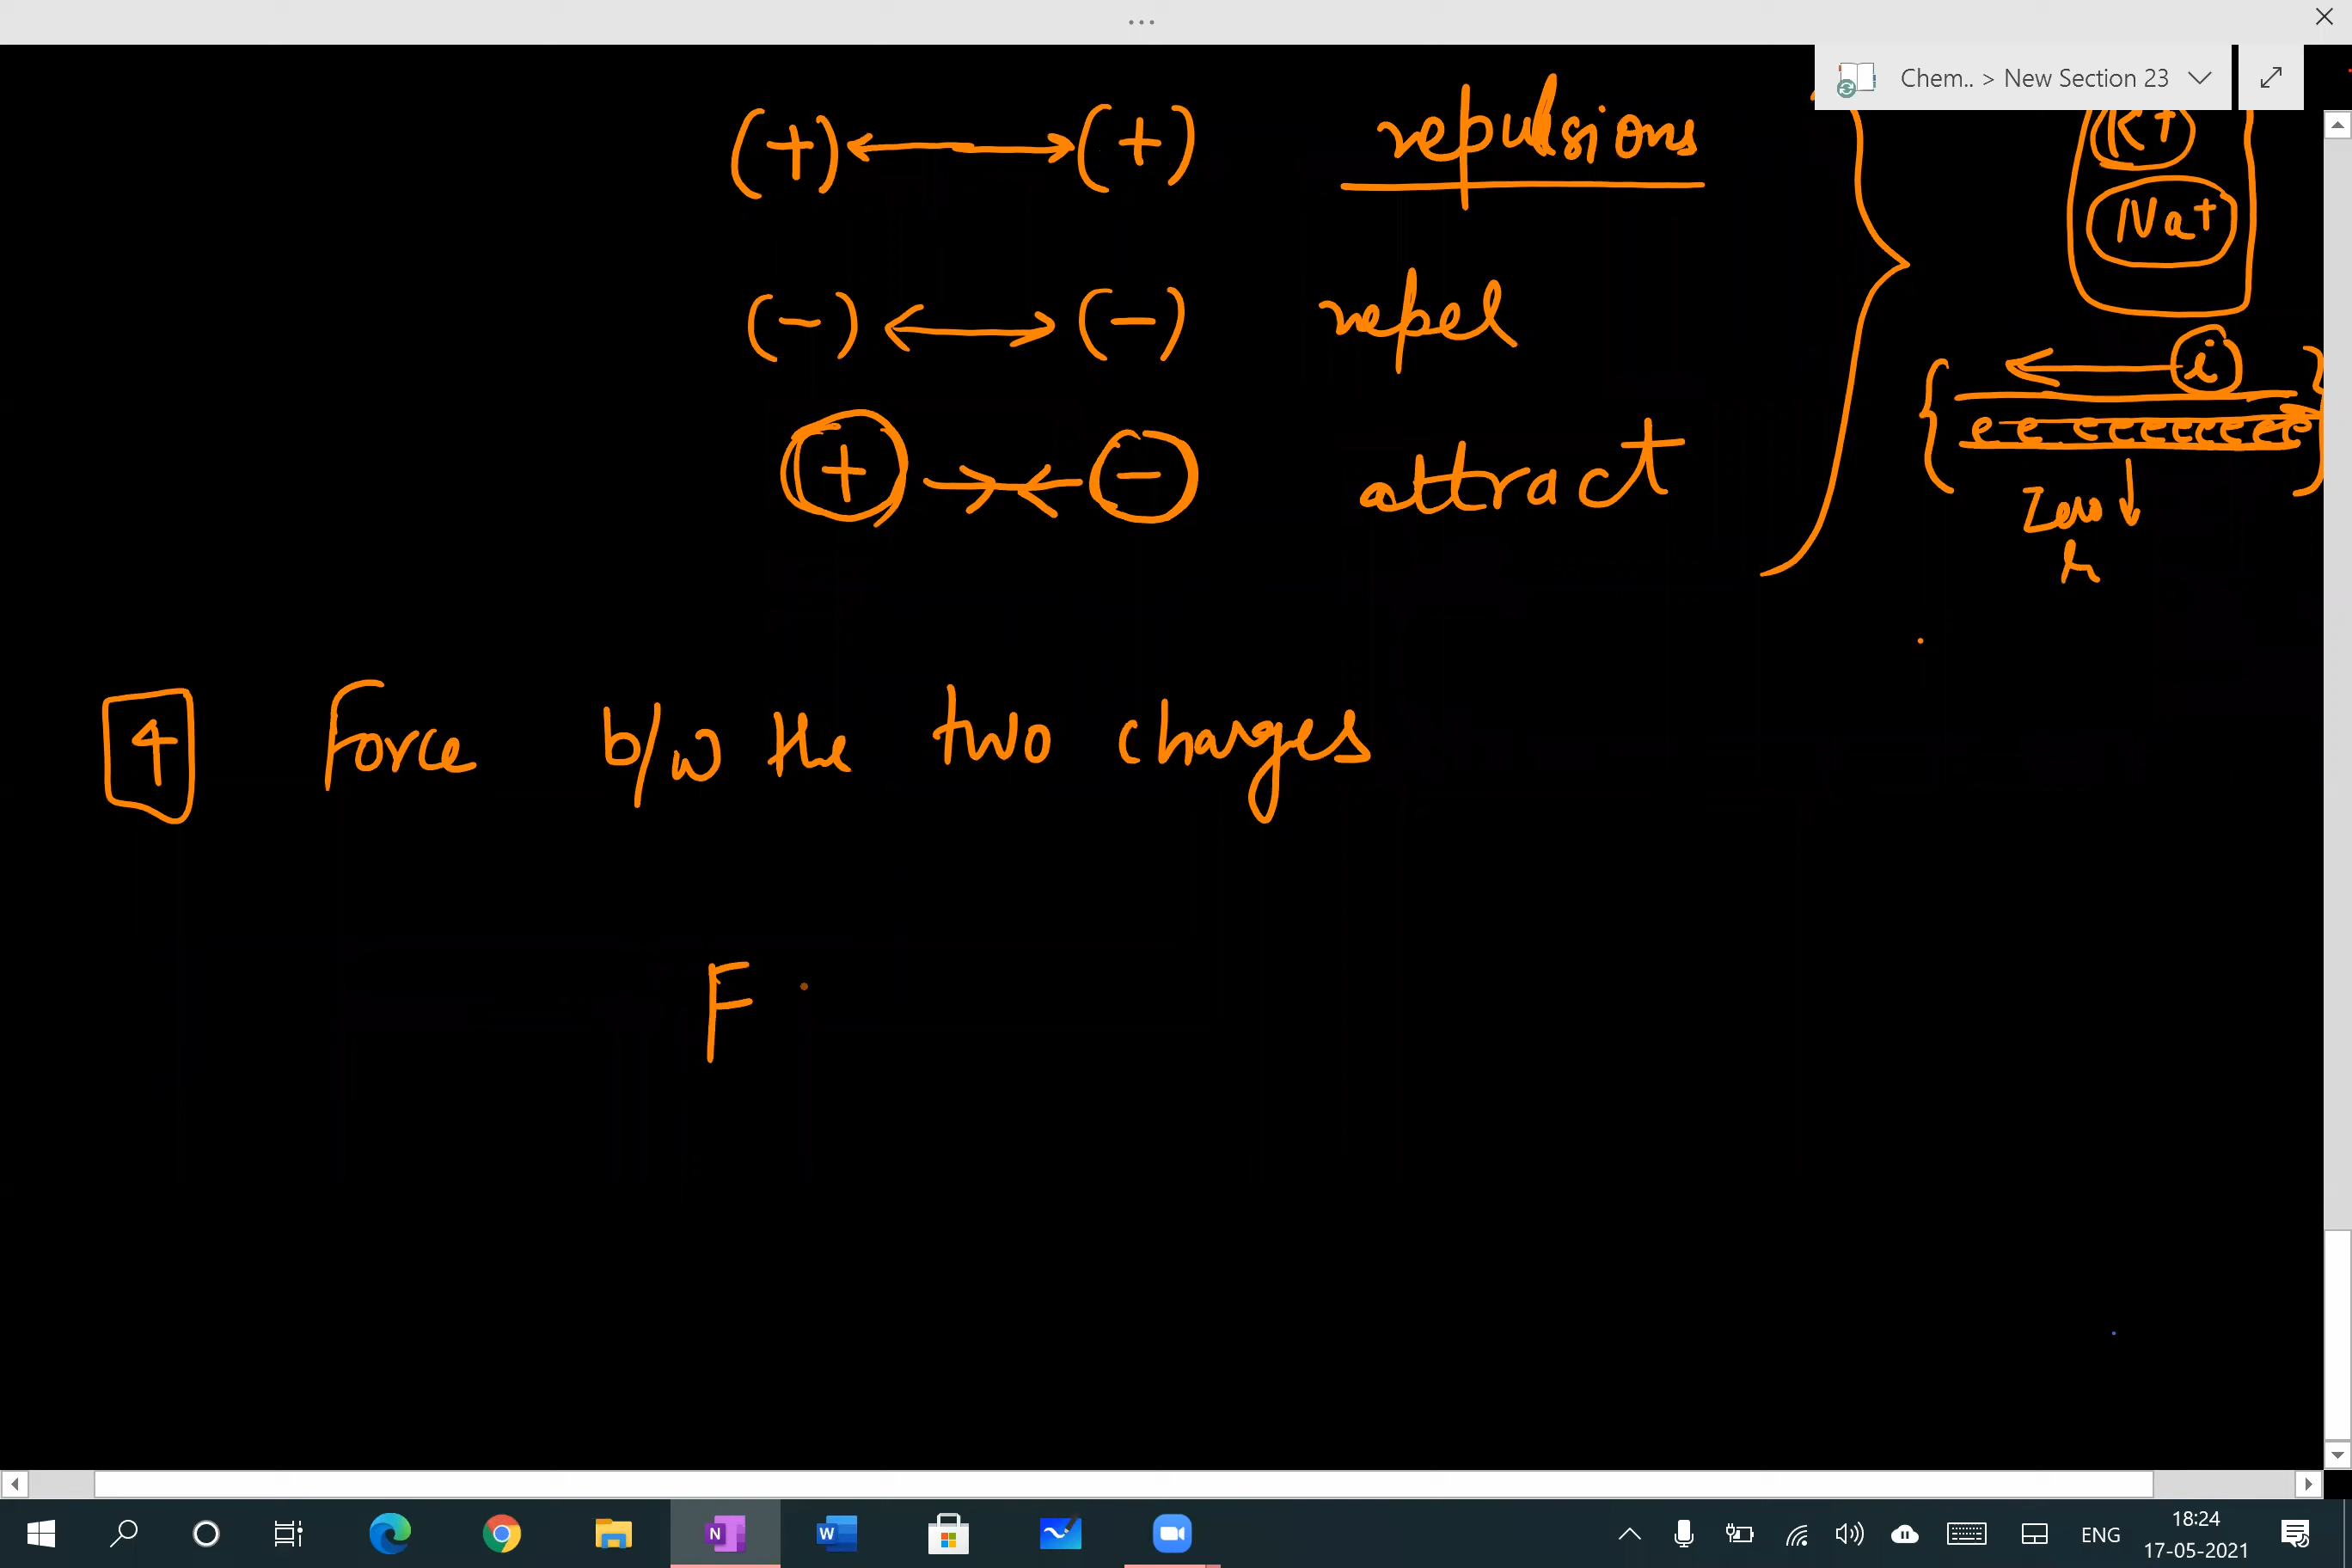 Chem.. > New Section 23
(+) ⟷ (+) repulsions
K+
Na+
(-) ⟷ (-) rebel
i
+ - attract
e e e e e e e e e e
Zero ↓
4 Force b/w the two charges
F
N
W
ENG
18:24
17-05-2021